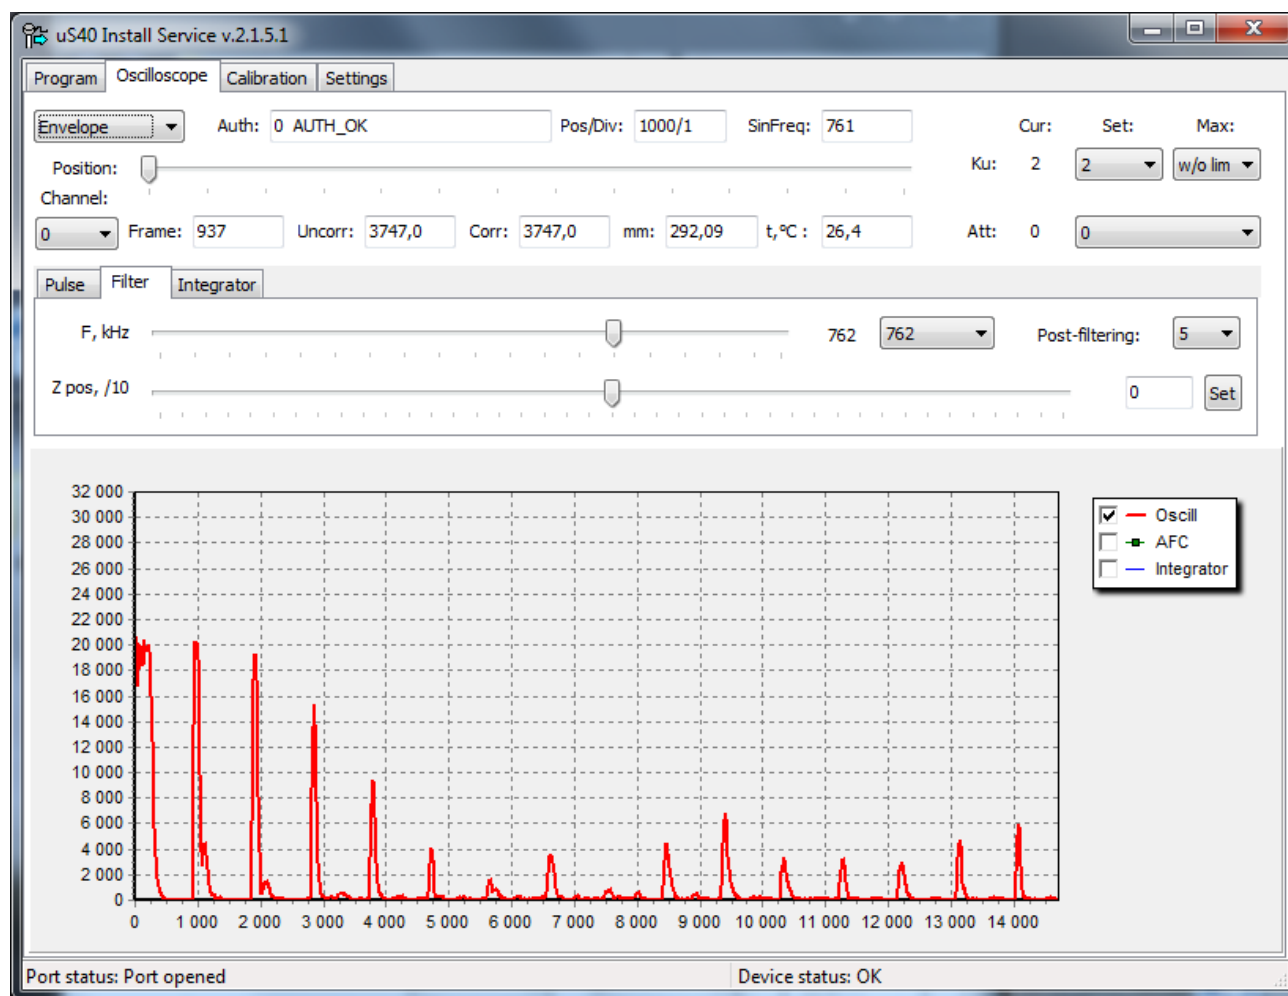 uS40 Install Service v.2.1.5.1
Program Oscilloscope Calibration Settings
Envelope Auth: 0 AUTH_OK Pos/Div: 1000/1 SinFreq: 761 Cur: Set: Max:
Position: Ku: 2 2 w/o lim
Channel:
0 Frame: 937 Uncorr: 3747,0 Corr: 3747,0 mm: 292,09 t,ºC : 26,4 Att: 0 0
Pulse Filter Integrator
F, kHz 762 762 Post-filtering: 5
Z pos, /10 0 Set
32 000
30 000
28 000
26 000
24 000
22 000
20 000
18 000
16 000
14 000
12 000
10 000
8 000
6 000
4 000
2 000
0
0 1 000 2 000 3 000 4 000 5 000 6 000 7 000 8 000 9 000 10 000 11 000 12 000 13 000 14 000
Oscill
AFC
Integrator
Port status: Port opened Device status: OK